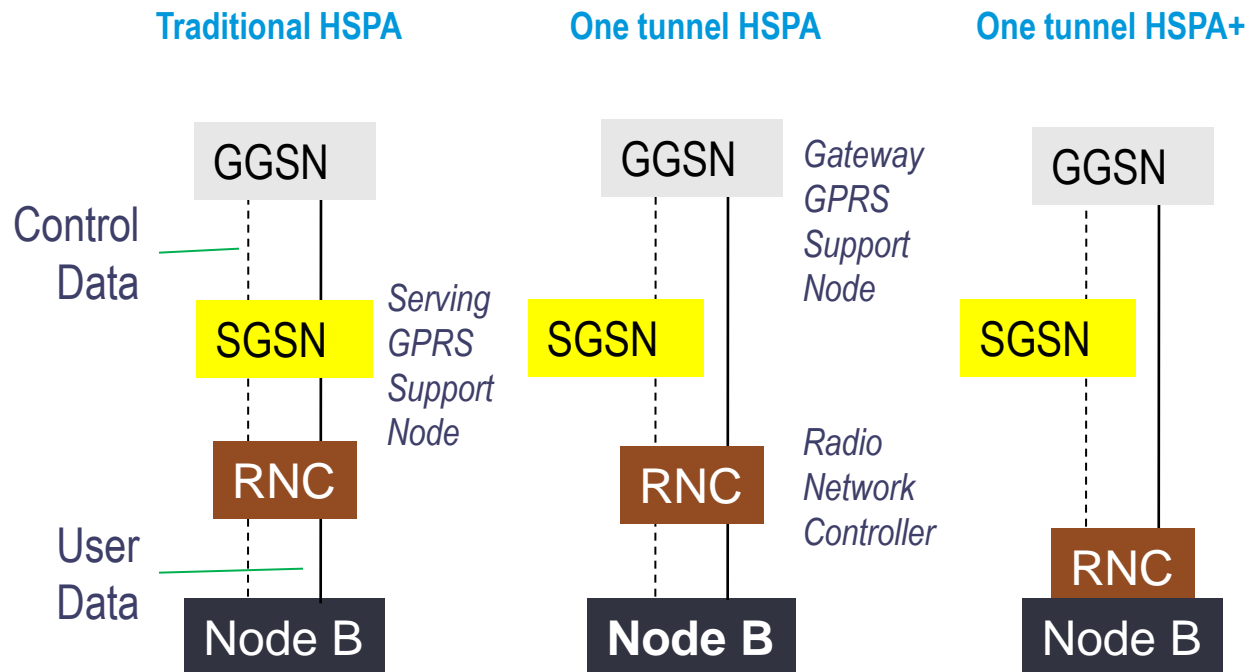 Traditional HSPA
One tunnel HSPA
One tunnel HSPA+
GGSN
Control
Data
SGSN
Serving
GPRS
Support
Node
RNC
User
Data
Node B
GGSN
Gateway
GPRS
Support
Node
SGSN
RNC
Radio
Network
Controller
Node B
GGSN
SGSN
RNC
Node B